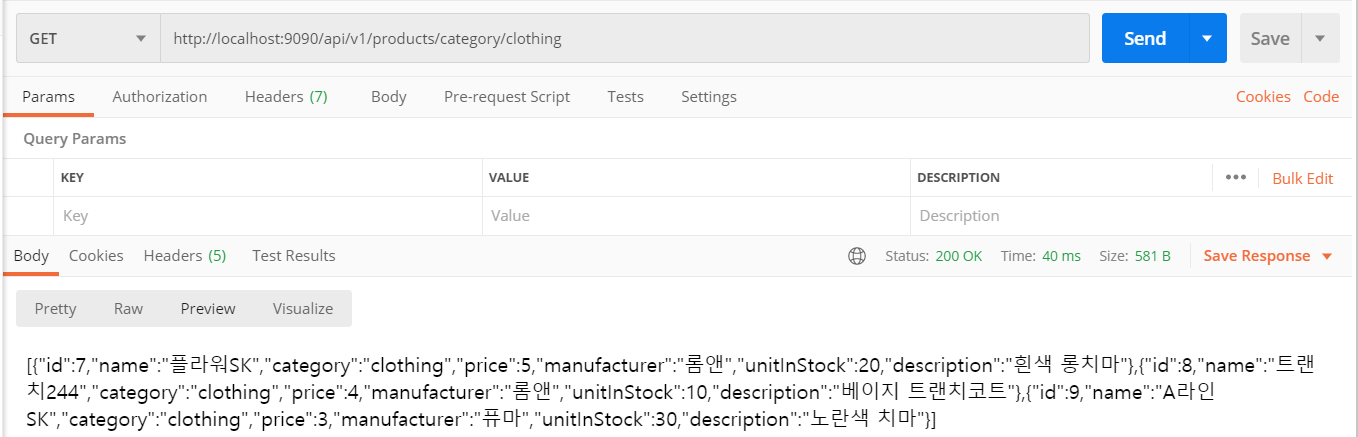 GET http://localhost:9090/api/v1/products/category/clothing Send Save
Params Authorization Headers (7) Body Pre-request Script Tests Settings Cookies Code
Query Params
KEY VALUE DESCRIPTION ••• Bulk Edit
Key Value Description
Body Cookies Headers (5) Test Results Status: 200 OK Time: 40 ms Size: 581 B Save Response
Pretty Raw Preview Visualize
[{"id":7,"name":"플라워SK","category":"clothing","price":5,"manufacturer":"롬앤","unitInStock":20,"description":"흰색 롱치마"},{"id":8,"name":"트랜
치244","category":"clothing","price":4,"manufacturer":"롬앤","unitInStock":10,"description":"베이지 트랜치코트"},{"id":9,"name":"A라인
SK","category":"clothing","price":3,"manufacturer":"퓨마","unitInStock":30,"description":"노란색 치마"}]